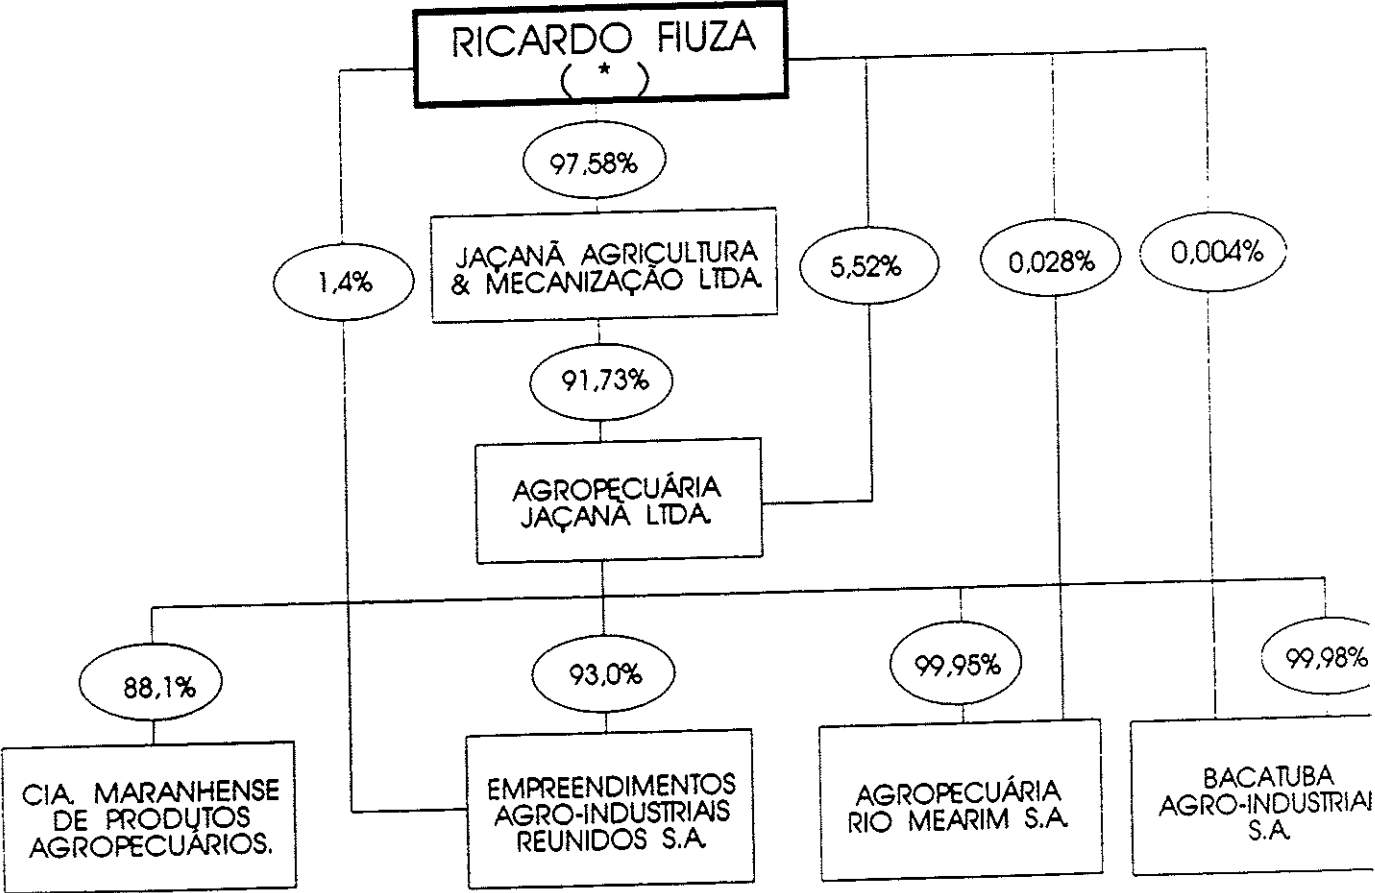 RICARDO FIUZA
( * )
97,58%
1,4%
JAÇANÃ AGRICULTURA
& MECANIZAÇÃO LTDA.
5,52%
0,028%
0,004%
91,73%
AGROPECUÁRIA
JAÇANÃ LTDA.
88,1%
93,0%
99,95%
99,98%
CIA. MARANHENSE
DE PRODUTOS
AGROPECUÁRIOS.
EMPREENDIMENTOS
AGRO-INDUSTRIAIS
REUNIDOS S.A.
AGROPECUÁRIA
RIO MEARIM S.A.
BACATUBA
AGRO-INDUSTRIAI
S.A.